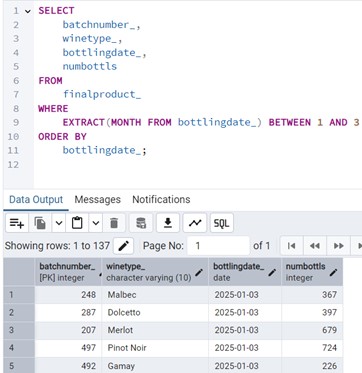 1 SELECT
2 batchnumber_,
3 winetype_,
4 bottlingdate_,
5 numbottls
6 FROM
7 finalproduct_
8 WHERE
9 EXTRACT(MONTH FROM bottlingdate_) BETWEEN 1 AND 3
10 ORDER BY
11 bottlingdate_;
12
Data Output Messages Notifications
SQL
Showing rows: 1 to 137 Page No: 1 of 1
batchnumber_ winetype_ bottlingdate_ numbottls
[PK] integer character varying (10) date integer
1 248 Malbec 2025-01-03 367
2 287 Dolcetto 2025-01-03 397
3 207 Merlot 2025-01-03 679
4 497 Pinot Noir 2025-01-03 724
5 492 Gamay 2025-01-03 226